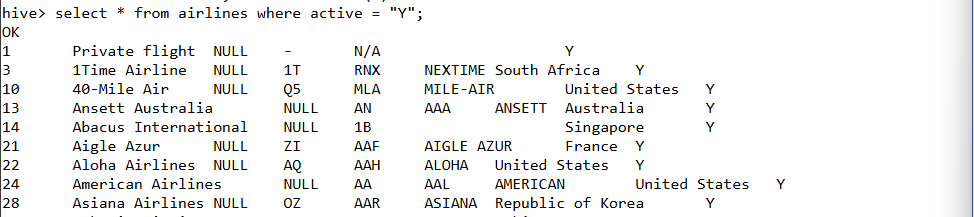 hive> select * from airlines where active = "Y";
OK
1 Private flight NULL - N/A Y
3 1Time Airline NULL 1T RNX NEXTIME South Africa Y
10 40-Mile Air NULL Q5 MLA MILE-AIR United States Y
13 Ansett Australia NULL AN AAA ANSETT Australia Y
14 Abacus International NULL 1B Singapore Y
21 Aigle Azur NULL ZI AAF AIGLE AZUR France Y
22 Aloha Airlines NULL AQ AAH ALOHA United States Y
24 American Airlines NULL AA AAL AMERICAN United States Y
28 Asiana Airlines NULL OZ AAR ASIANA Republic of Korea Y